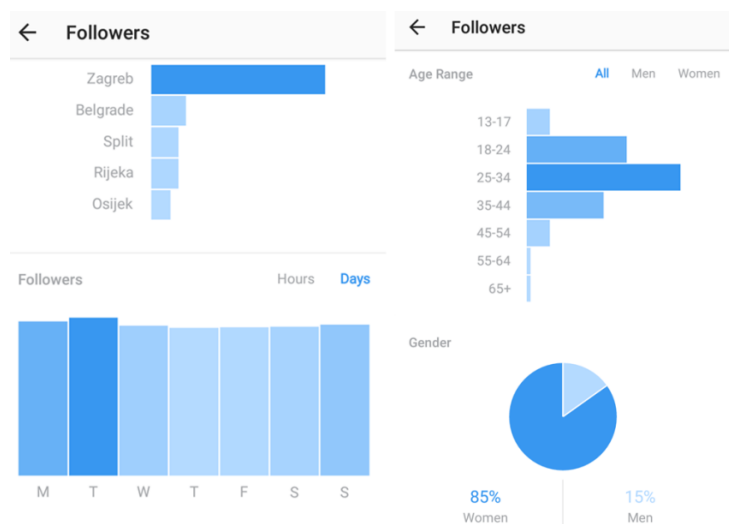 ← Followers
Zagreb
Belgrade
Split
Rijeka
Osijek
Followers Hours Days
M T W T F S S
← Followers
Age Range All Men Women
13-17
18-24
25-34
35-44
45-54
55-64
65+
Gender
85% 15%
Women Men